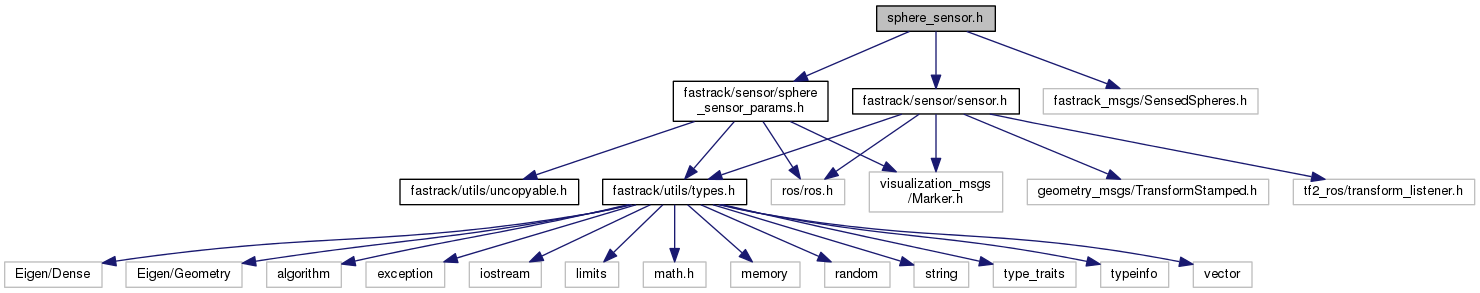 sphere_sensor.h
fastrack/sensor/sphere
_sensor_params.h
fastrack/sensor/sensor.h
fastrack_msgs/SensedSpheres.h
fastrack/utils/uncopyable.h
fastrack/utils/types.h
ros/ros.h
visualization_msgs
/Marker.h
geometry_msgs/TransformStamped.h
tf2_ros/transform_listener.h
Eigen/Dense
Eigen/Geometry
algorithm
exception
iostream
limits
math.h
memory
random
string
type_traits
typeinfo
vector